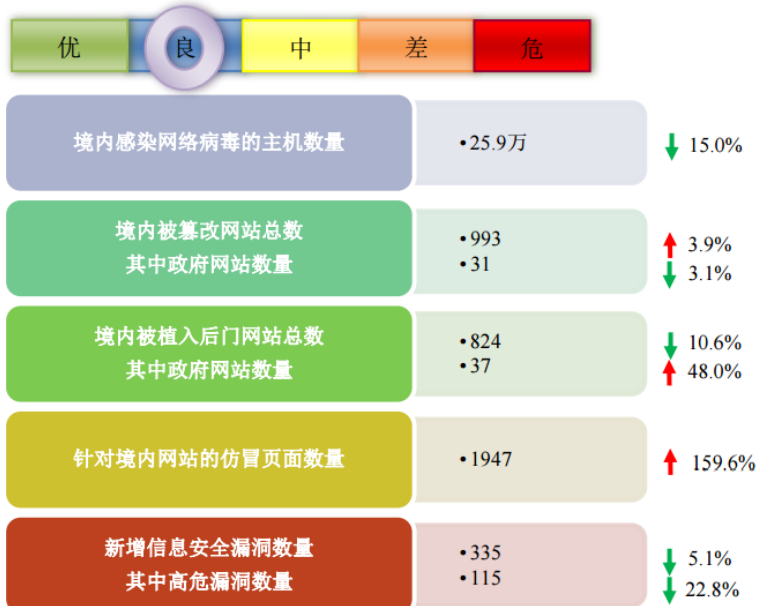 优 良 中 差 危
境内感染网络病毒的主机数量 •25.9万 15.0%
境内被篡改网站总数 •993 3.9%
其中政府网站数量 •31 3.1%
境内被植入后门网站总数 •824 10.6%
其中政府网站数量 •37 48.0%
针对境内网站的仿冒页面数量 •1947 159.6%
新增信息安全漏洞数量 •335 5.1%
其中高危漏洞数量 •115 22.8%